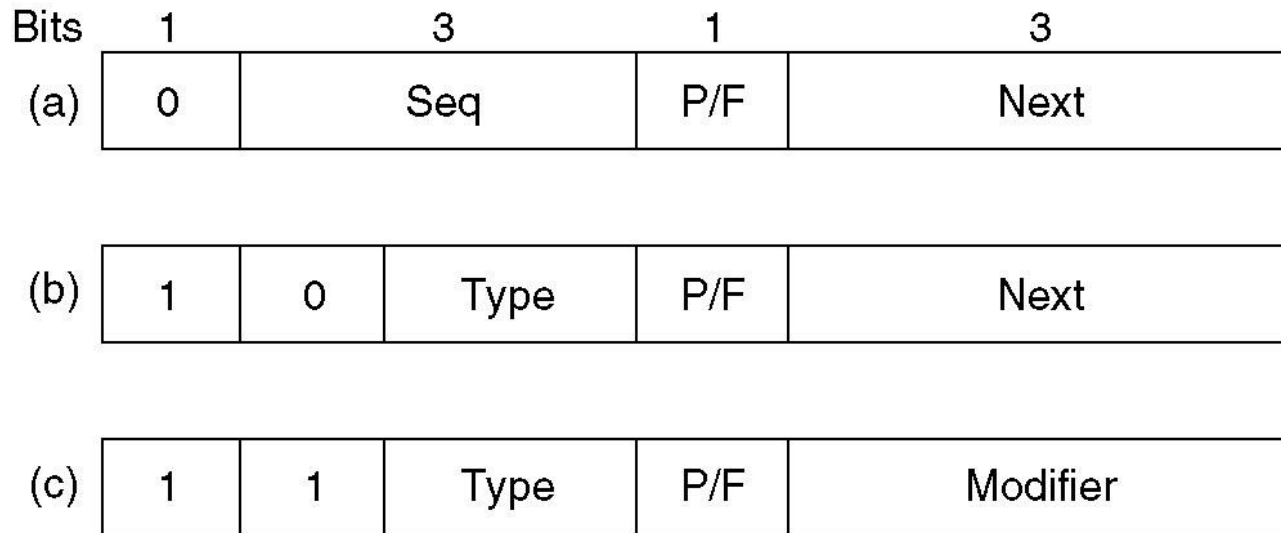 Bits 1 3 1 3
(a) 0 Seq P/F Next
(b) 1 0 Type P/F Next
(c) 1 1 Type P/F Modifier